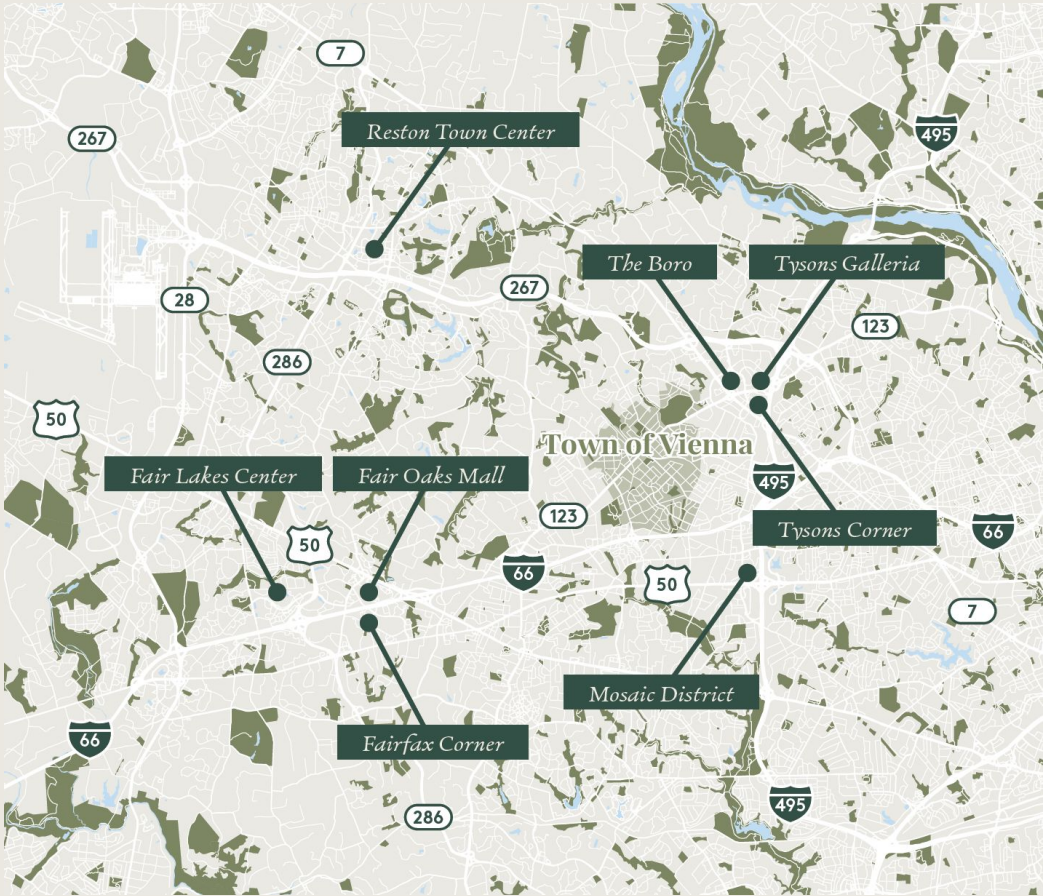 7
267
Reston Town Center
495
The Boro
Tysons Galleria
267
28
123
286
50
Town of Vienna
Fair Lakes Center
Fair Oaks Mall
495
123
Tysons Corner
50
66
66
50
7
Mosaic District
66
Fairfax Corner
495
286